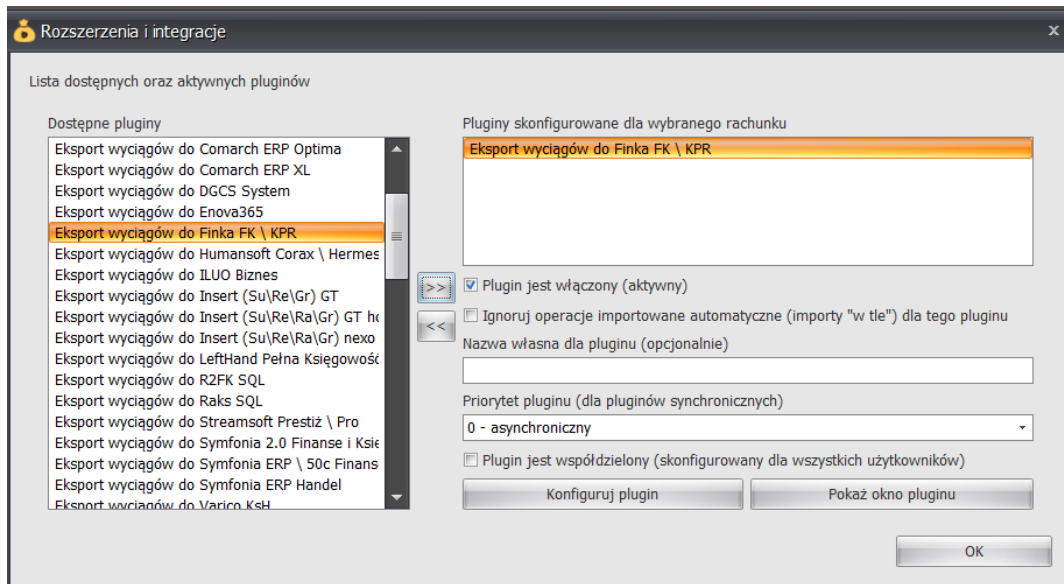 Rozszerzenia i integracje
x
Lista dostępnych oraz aktywnych pluginów
Dostępne pluginy
Eksport wyciągów do Comarch ERP Optima
Eksport wyciągów do Comarch ERP XL
Eksport wyciągów do DGCS System
Eksport wyciągów do Enova365
Eksport wyciągów do Finka FK \ KPR
Eksport wyciągów do Humansoft Corax \ Hermes
Eksport wyciągów do ILUO Biznes
Eksport wyciągów do Insert (Su\Re\Gr) GT
Eksport wyciągów do Insert (Su\Re\Ra\Gr) GT
Eksport wyciągów do Insert (Su\Re\Ra\Gr) nexo
Eksport wyciągów do LeftHand Pełna Księgowość
Eksport wyciągów do R2FK SQL
Eksport wyciągów do Raks SQL
Eksport wyciągów do Streamsoft Prestiż \ Pro
Eksport wyciągów do Symfonia 2.0 Finanse i Księ
Eksport wyciągów do Symfonia ERP \ 50c Finans
Eksport wyciągów do Symfonia ERP Handel
Eksport wyciągów do Varico KsH
>>
<<
Pluginy skonfigurowane dla wybranego rachunku
Eksport wyciągów do Finka FK \ KPR
Plugin jest włączony (aktywny)
Ignoruj operacje importowane automatyczne (importy "w tle") dla tego pluginu
Nazwa własna dla pluginu (opcjonalnie)
Priorytet pluginu (dla pluginów synchronicznych)
0 - asynchroniczny
Plugin jest współdzielony (skonfigurowany dla wszystkich użytkowników)
Konfiguruj plugin
Pokaż okno pluginu
OK